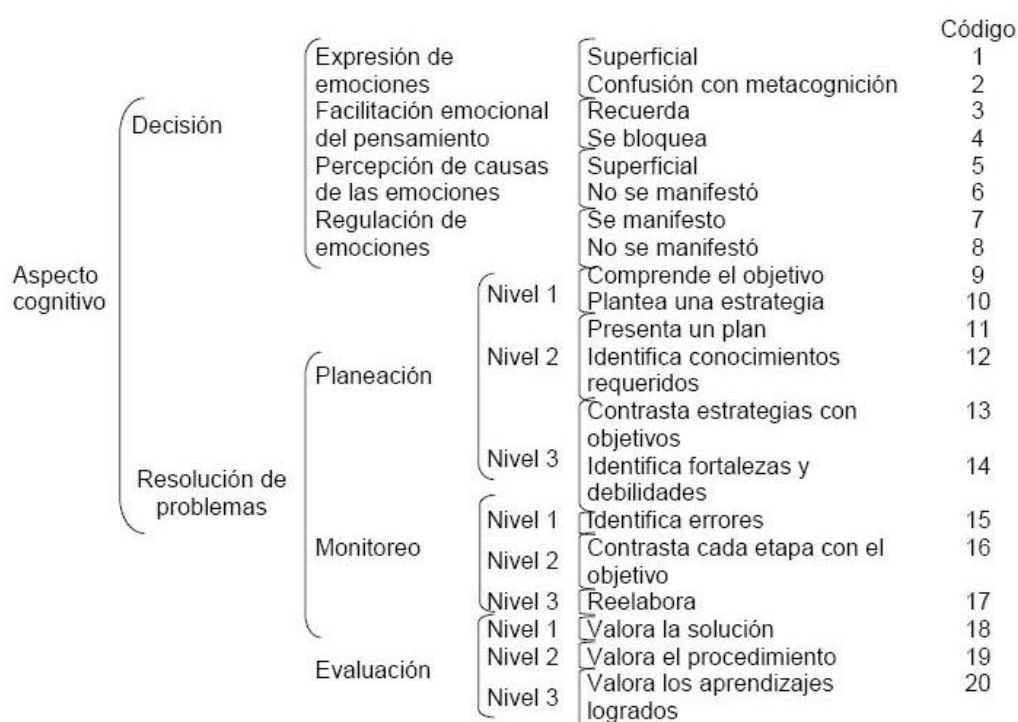 Código
Expresión de Superficial 1
emociones Confusión con metacognición 2
Facilitación emocional Recuerda 3
Decisión
del pensamiento Se bloquea 4
Percepción de causas Superficial 5
de las emociones No se manifestó 6
Regulación de Se manifesto 7
emociones No se manifestó 8
Aspecto
cognitivo
Comprende el objetivo 9
Nivel 1
Plantea una estrategia 10
Presenta un plan 11
Nivel 2 Identifica conocimientos 12
requeridos
Planeación
Contrasta estrategias con 13
objetivos
Nivel 3
Identifica fortalezas y 14
debilidades
Resolución de
problemas
Nivel 1 Identifica errores 15
Monitoreo
Nivel 2 Contrasta cada etapa con el 16
objetivo
Nivel 3 Reelabora 17
Nivel 1 Valora la solución 18
Evaluación
Nivel 2 Valora el procedimiento 19
Nivel 3 Valora los aprendizajes 20
logrados